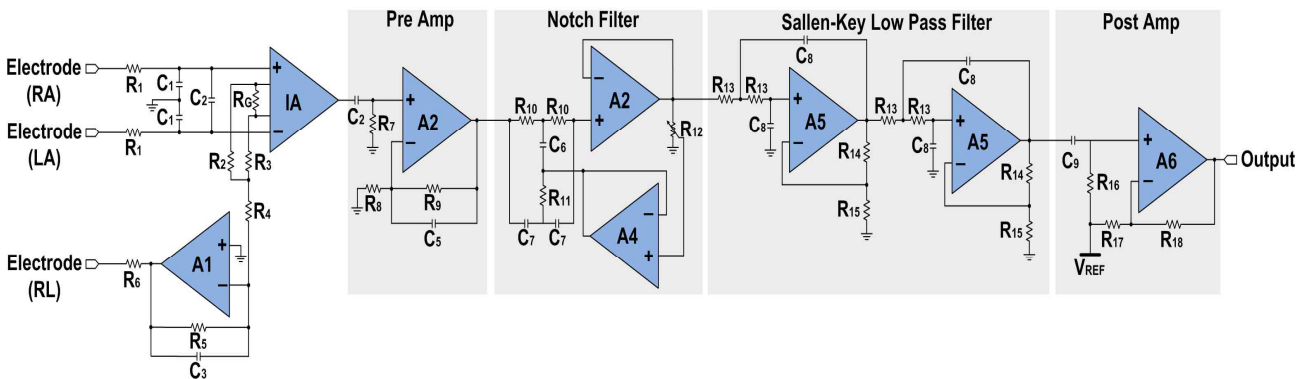 Pre Amp
Notch Filter
Sallen-Key Low Pass Filter
Post Amp
Electrode
(RA)
R1
C1
C1
C2
RG
IA
Electrode
(LA)
R1
R2
R3
R4
Electrode
(RL)
R6
A1
R5
C3
C2
R7
A2
R8
R9
C5
R10
R10
C6
R11
C7
C7
A2
R12
A4
R13
R13
C8
C8
A5
R14
R15
R13
R13
C8
C8
A5
R14
R15
C9
R16
R17
R18
VREF
A6
Output